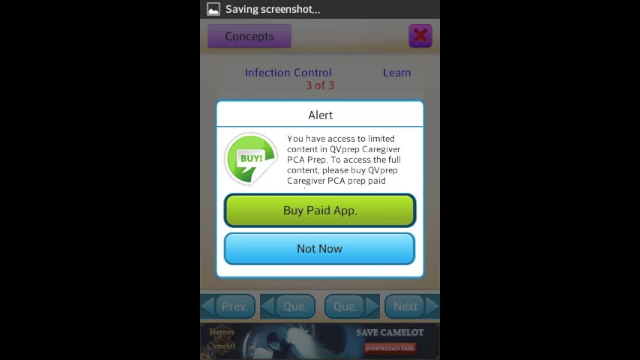 Saving screenshot...
Concepts
Infection Control Learn
3 of 3
Alert
BUY!
You have access to limited
content in QVprep Caregiver
PCA Prep. To access the full
content, please buy QVprep
Caregiver PCA prep paid
Buy Paid App.
Not Now
Prev. Que. Que. Next
Heroes
Camelot
SAVE CAMELOT
DOWNLOAD FREE